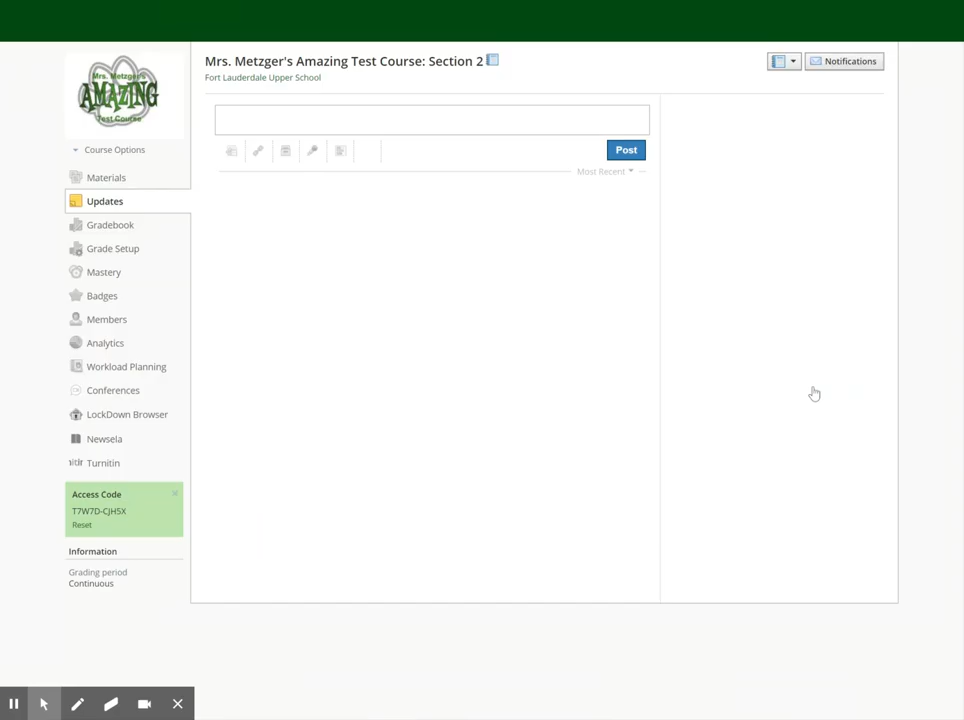 Mrs. Metzger's
AMAZING
Test Course
Mrs. Metzger's Amazing Test Course: Section 2
Fort Lauderdale Upper School
Notifications
Course Options
Post
Most Recent
Materials
Updates
Gradebook
Grade Setup
Mastery
Badges
Members
Analytics
Workload Planning
Conferences
LockDown Browser
Newsela
Turnitin
Access Code
T7W7D-CJH5X
Reset
Information
Grading period
Continuous